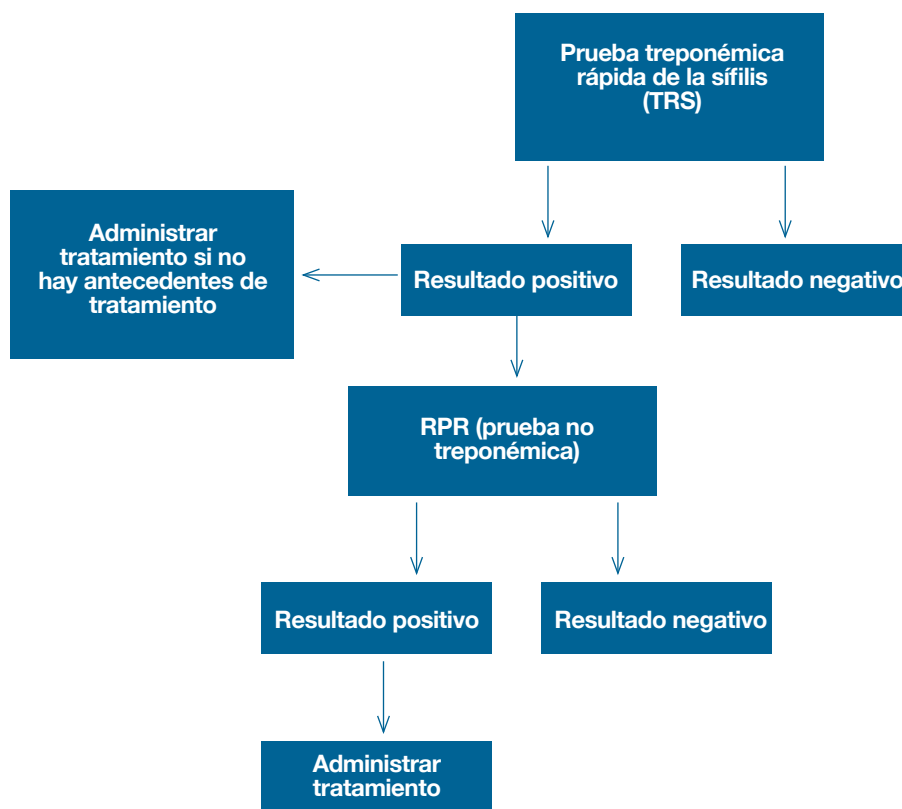 Prueba treponémica
rápida de la sífilis
(TRS)
Administrar
tratamiento si no
hay antecedentes de
tratamiento
Resultado positivo
Resultado negativo
RPR (prueba no
treponémica)
Resultado positivo
Resultado negativo
Administrar
tratamiento